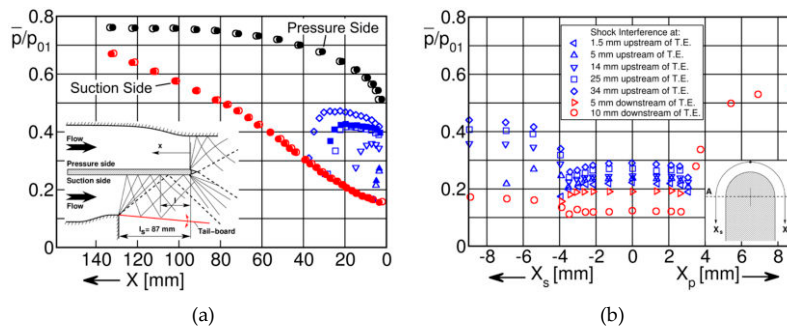 p̅/p01
0.8
0.6
0.4
0.2
0
Pressure Side
Suction Side
Flow
x
Pressure side
Suction side
Flow
l
ls= 87 mm
Tail-board
160 140 120 100 80 60 40 20 0
X [mm]
(a)
p̅/p01
0.8
0.6
0.4
0.2
0
Shock Interference at:
1.5 mm upstream of T.E.
5 mm upstream of T.E.
14 mm upstream of T.E.
25 mm upstream of T.E.
34 mm upstream of T.E.
5 mm downstream of T.E.
10 mm downstream of T.E.
A
Xs
X
-8 -6 -4 -2 0 2 4 6 8
Xs [mm]
Xp [mm]
(b)